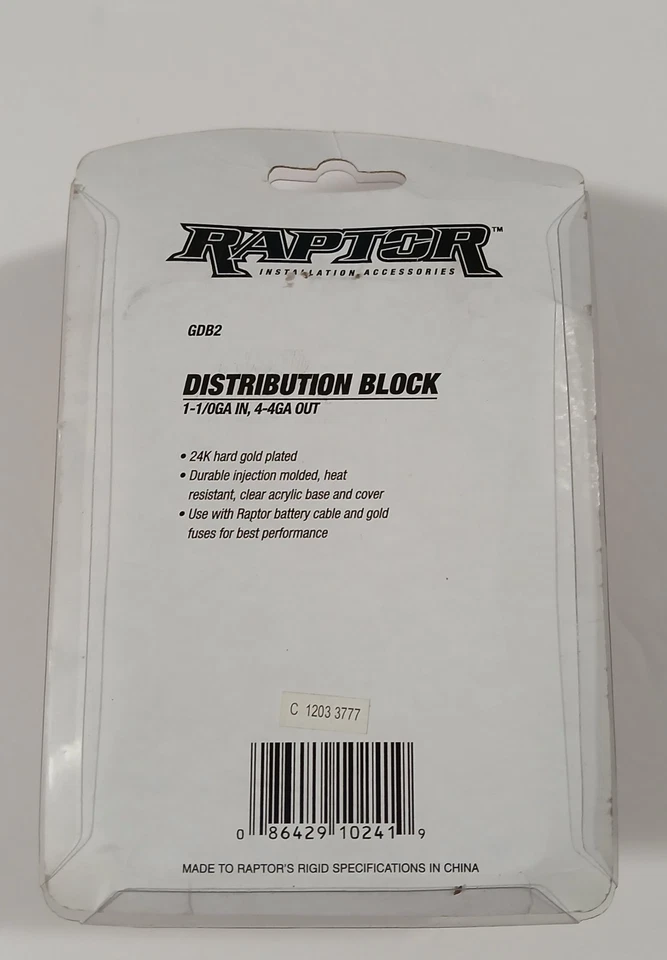 RAPTOR™
INSTALLATION ACCESSORIES
GDB2
DISTRIBUTION BLOCK
1-1/0GA IN, 4-4GA OUT
• 24K hard gold plated
• Durable injection molded, heat
resistant, clear acrylic base and cover
• Use with Raptor battery cable and gold
fuses for best performance
C 1203 3777
0 86429 10241 9
MADE TO RAPTOR'S RIGID SPECIFICATIONS IN CHINA